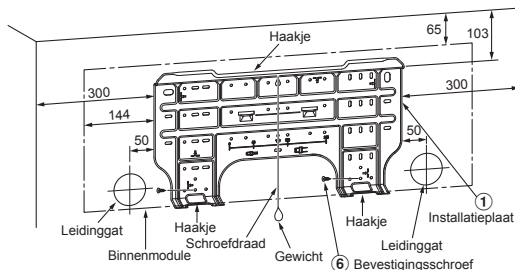 65
103
Haakje
300
300
144
50
50
1
Installatieplaat
Leidinggat
Binnenmodule
Haakje
Schroefdraad
Gewicht
6 Bevestigingsschroef
Haakje
Leidinggat